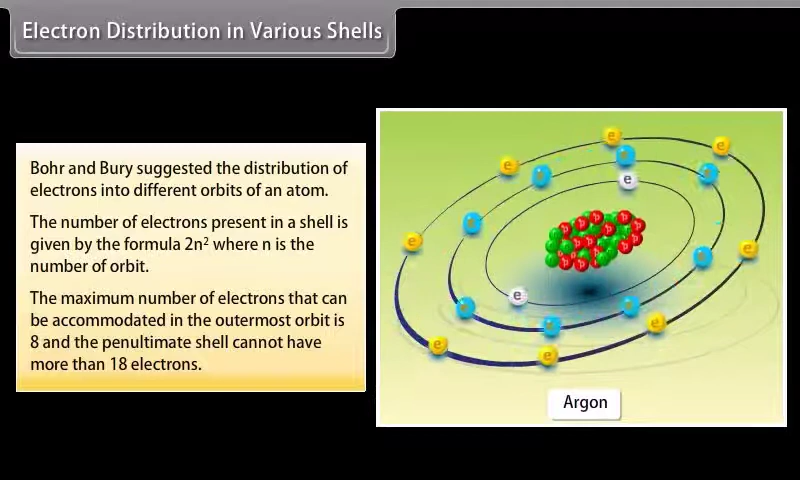 Electron Distribution in Various Shells
Bohr and Bury suggested the distribution of
electrons into different orbits of an atom.
The number of electrons present in a shell is
given by the formula 2n² where n is the
number of orbit.
The maximum number of electrons that can
be accommodated in the outermost orbit is
8 and the penultimate shell cannot have
more than 18 electrons.
e
e
e
e
e
e
e
e
e
e
Argon